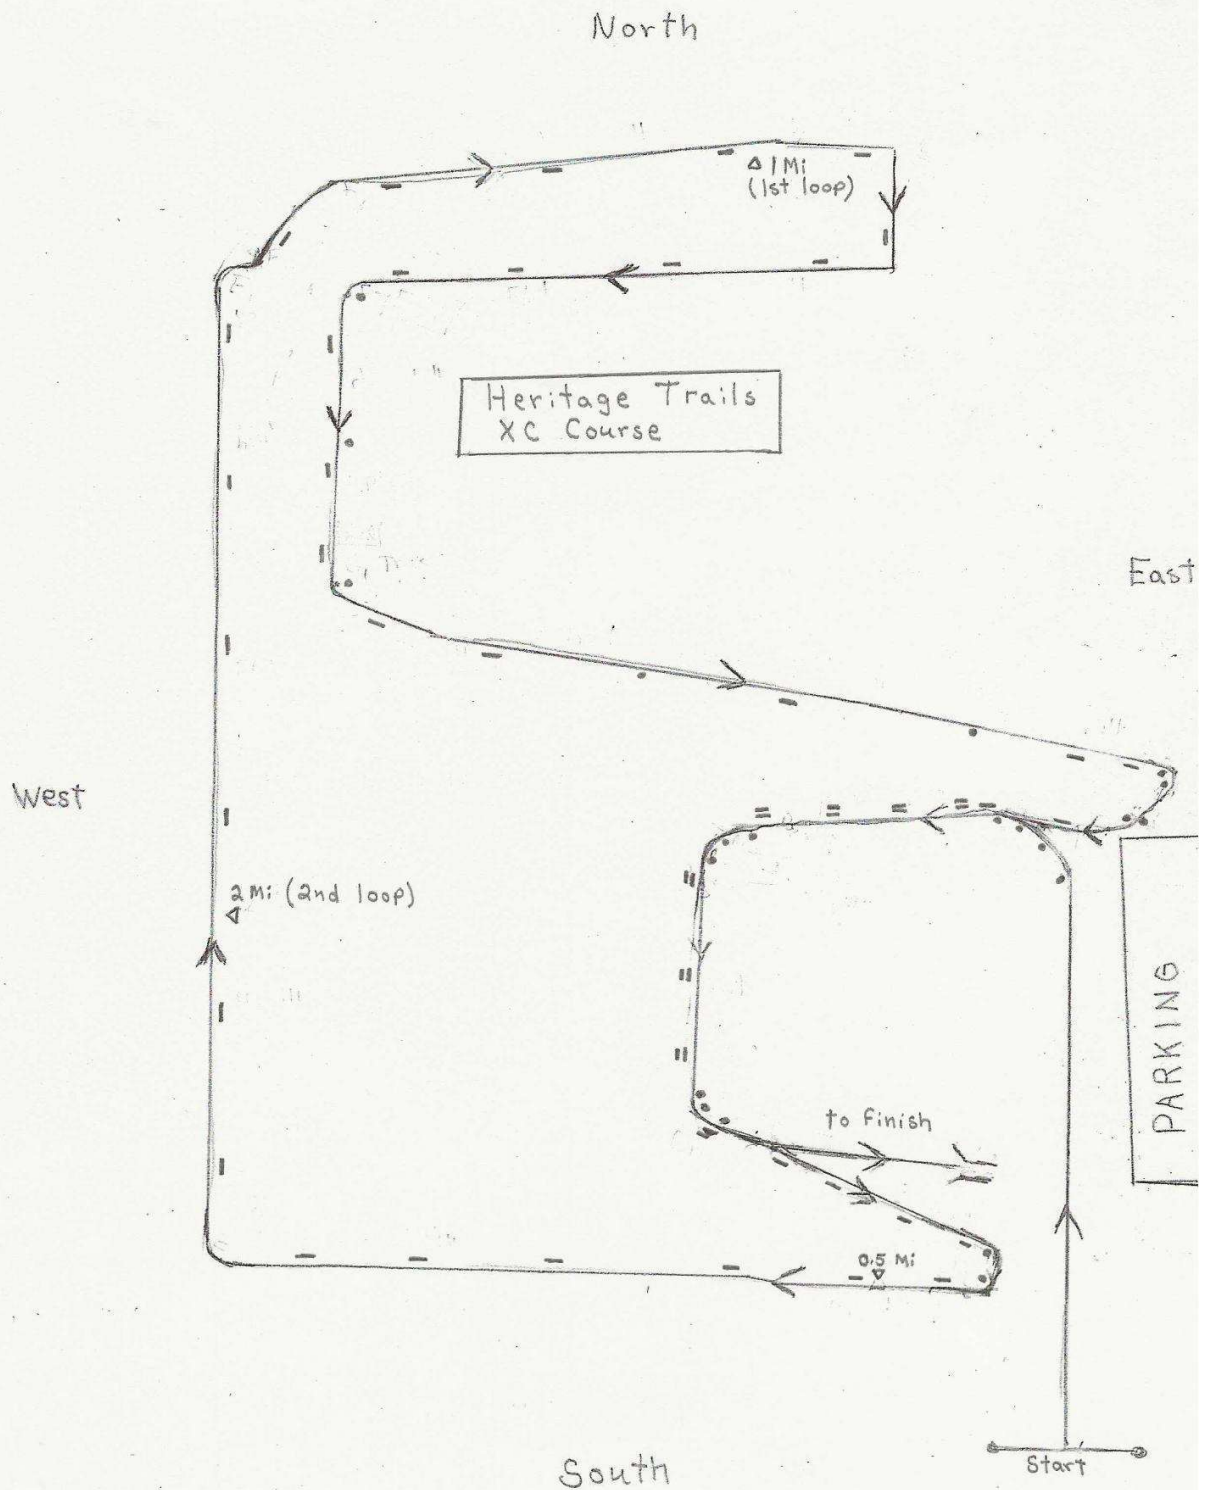 North
△ 1 Mi
(1st loop)
Heritage Trails
XC Course
East
West
2 Mi (2nd loop)
PARKING
to Finish
0.5 Mi
Start
South